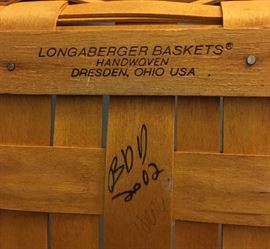 LONGABERGER BASKETS®
HANDWOVEN
DRESDEN, OHIO USA
BDD
2002